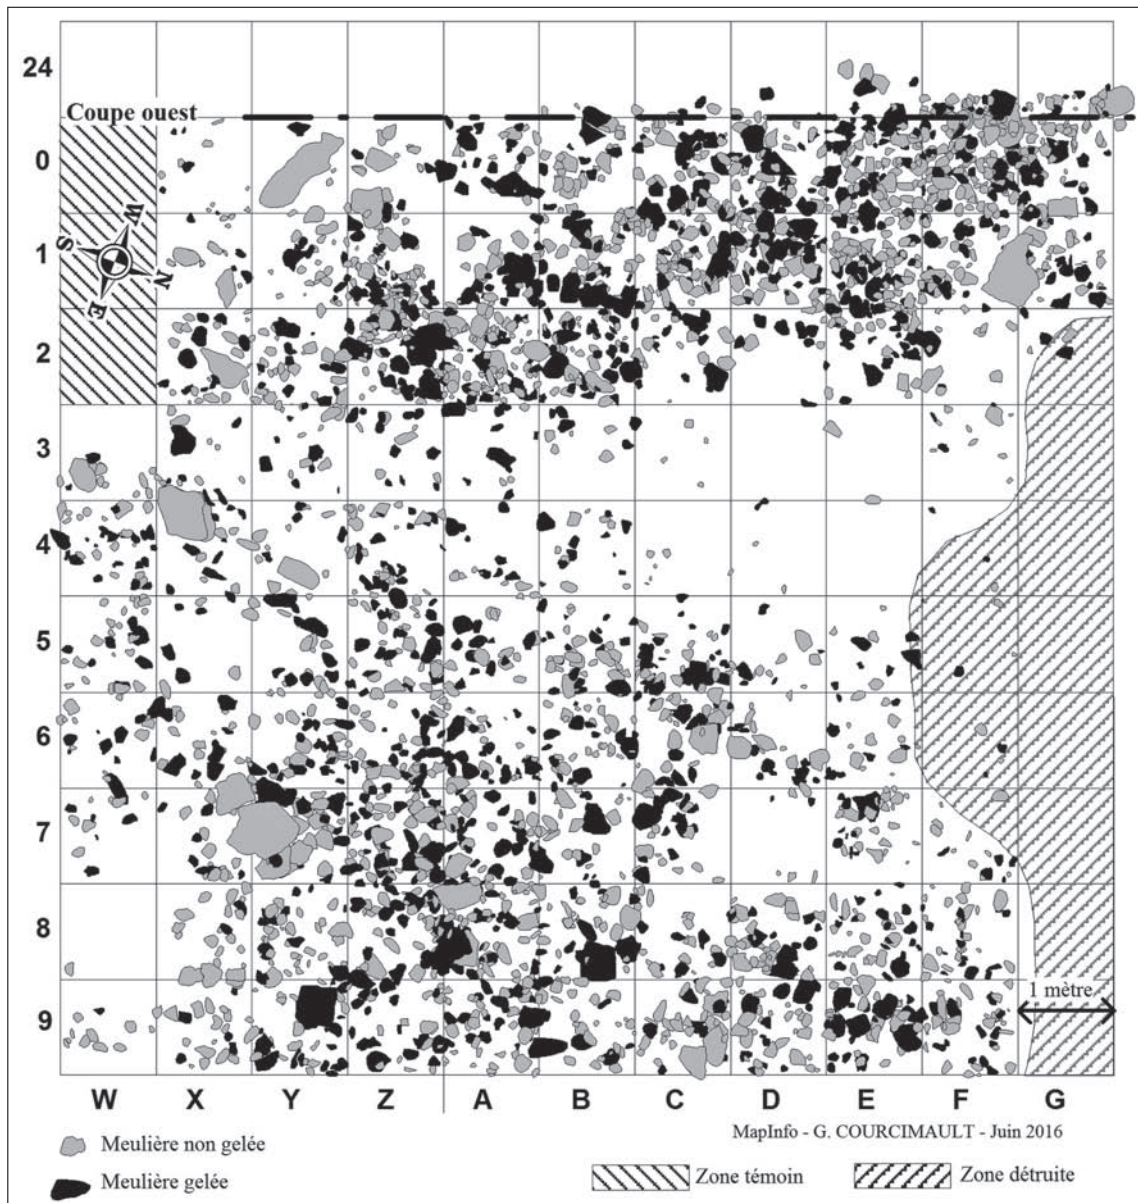 24
Coupe ouest
0
W
S
N
E
1
2
3
4
5
6
7
8
9
1 mètre
W X Y Z A B C D E F G
MapInfo - G. COURCIMAULT - Juin 2016
Meulière non gelée
Meulière gelée
Zone témoin
Zone détruite